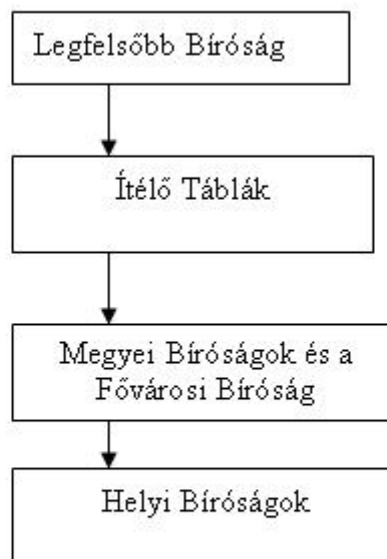 Legfelsőbb Bíróság
Ítélő Táblák
Megyei Bíróságok és a
Fővárosi Bíróság
Helyi Bíróságok